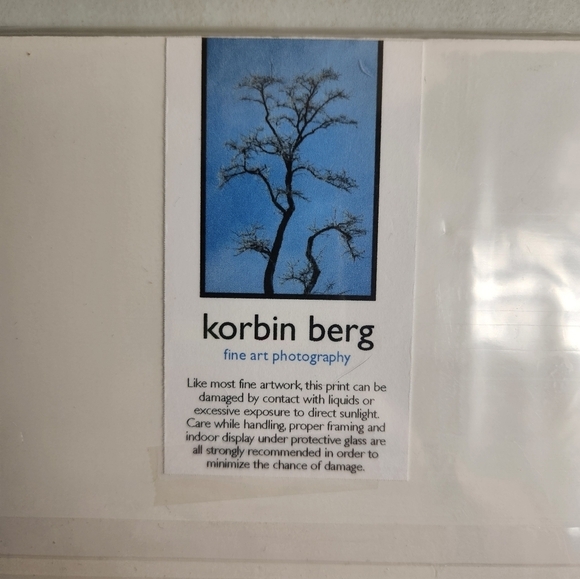 korbin berg
fine art photography
Like most fine artwork, this print can be
damaged by contact with liquids or
excessive exposure to direct sunlight.
Care while handling, proper framing and
indoor display under protective glass are
all strongly recommended in order to
minimize the chance of damage.